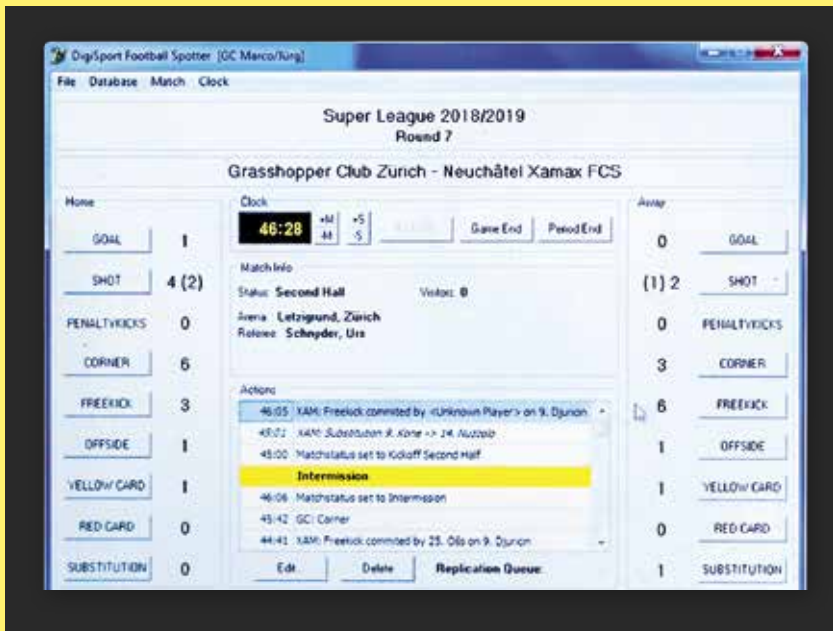 DigiSport Football Spotter [GC Marco/Jürg]
File Database Match Clock
Super League 2018/2019
Round 7
Grasshopper Club Zürich - Neuchâtel Xamax FCS
Home
Clock
Away
46:28 +M -M +S -S Game End Period End
GOAL 1
0 GOAL
Match Info
SHOT 4 (2)
(1) 2 SHOT
Status: Second Half Visitors: 0
Arena: Letzigrund, Zürich
Referee: Schnyder, Urs
PENALTYKICKS 0
0 PENALTYKICKS
CORNER 6
3 CORNER
Actions
FREEKICK 3
6 FREEKICK
46:05 XAM: Freekick commited by <Unknown Player> on 9. Djuricin
45:01 XAM: Substitution 9. Kone -> 14. Nuzzolo
45:00 Matchstatus set to Kickoff Second Half
OFFSIDE 1
1 OFFSIDE
Intermission
YELLOW CARD 1
1 YELLOW CARD
46:06 Matchstatus set to Intermission
45:42 GC: Corner
44:41 XAM: Freekick commited by 25. Oliș on 9. Djuricin
RED CARD 0
0 RED CARD
SUBSTITUTION 0
Edit Delete Replication Queue:
1 SUBSTITUTION